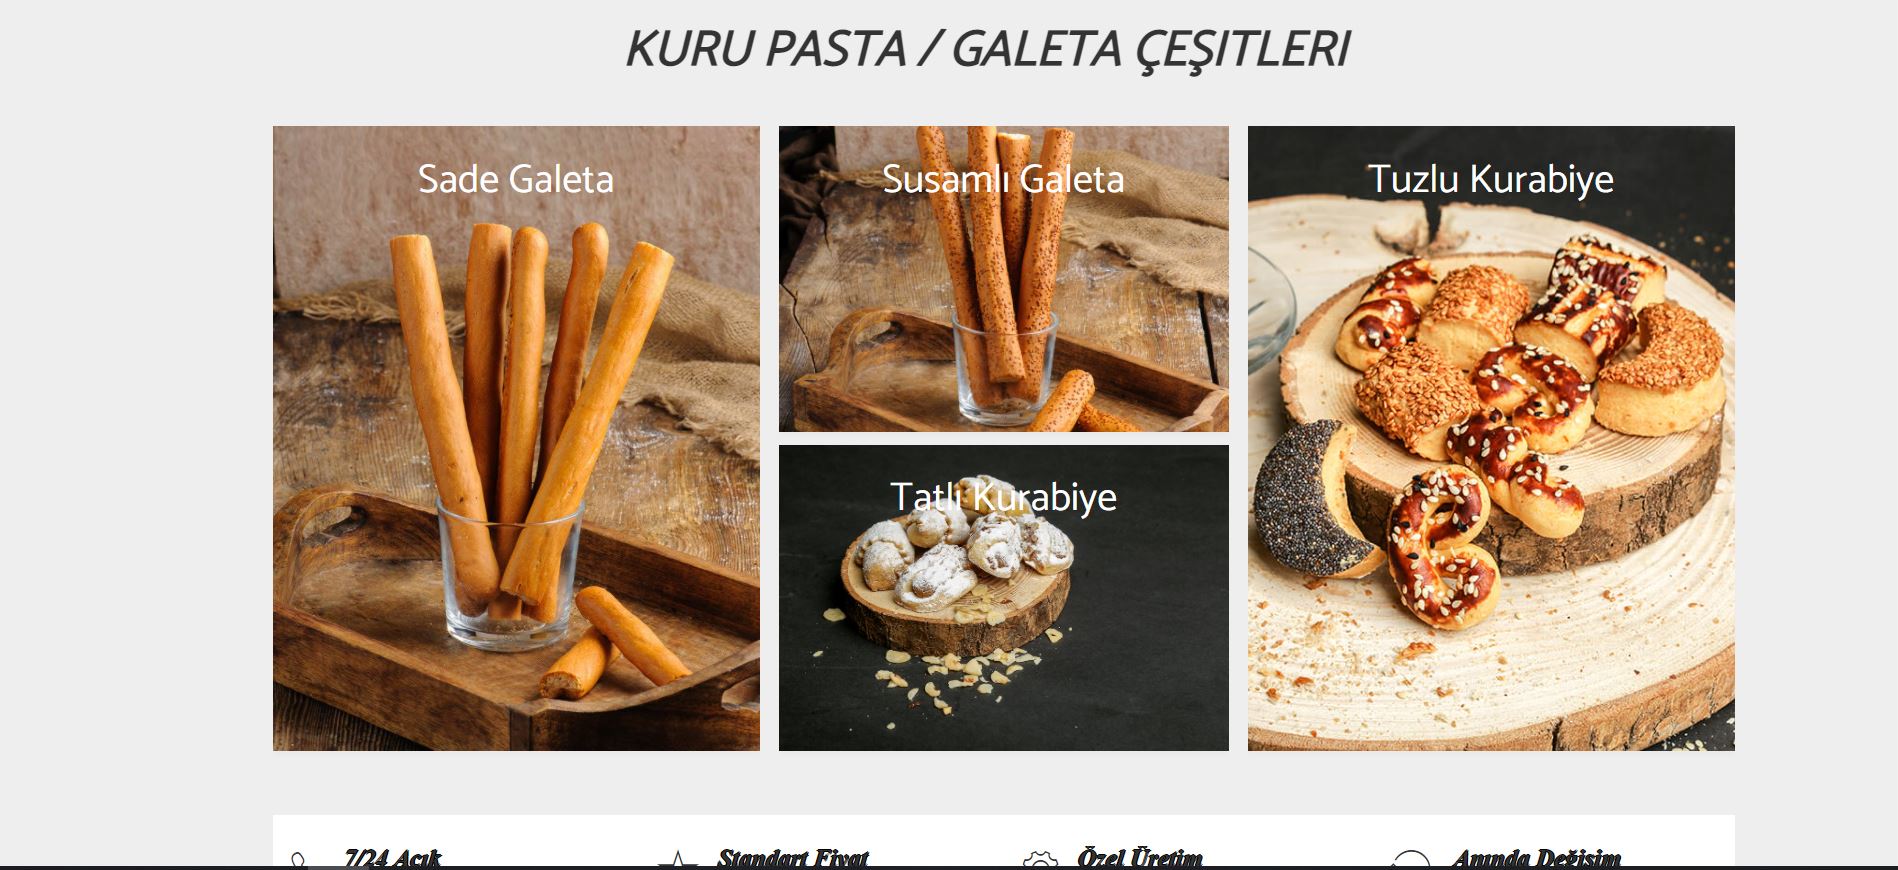 KURU PASTA / GALETA ÇEŞITLERI
Sade Galeta
Susamlı Galeta
Tuzlu Kurabiye
Tatlı Kurabiye
7/24 Açık
Standart Fiyat
Özel Üretim
Anında Değişim